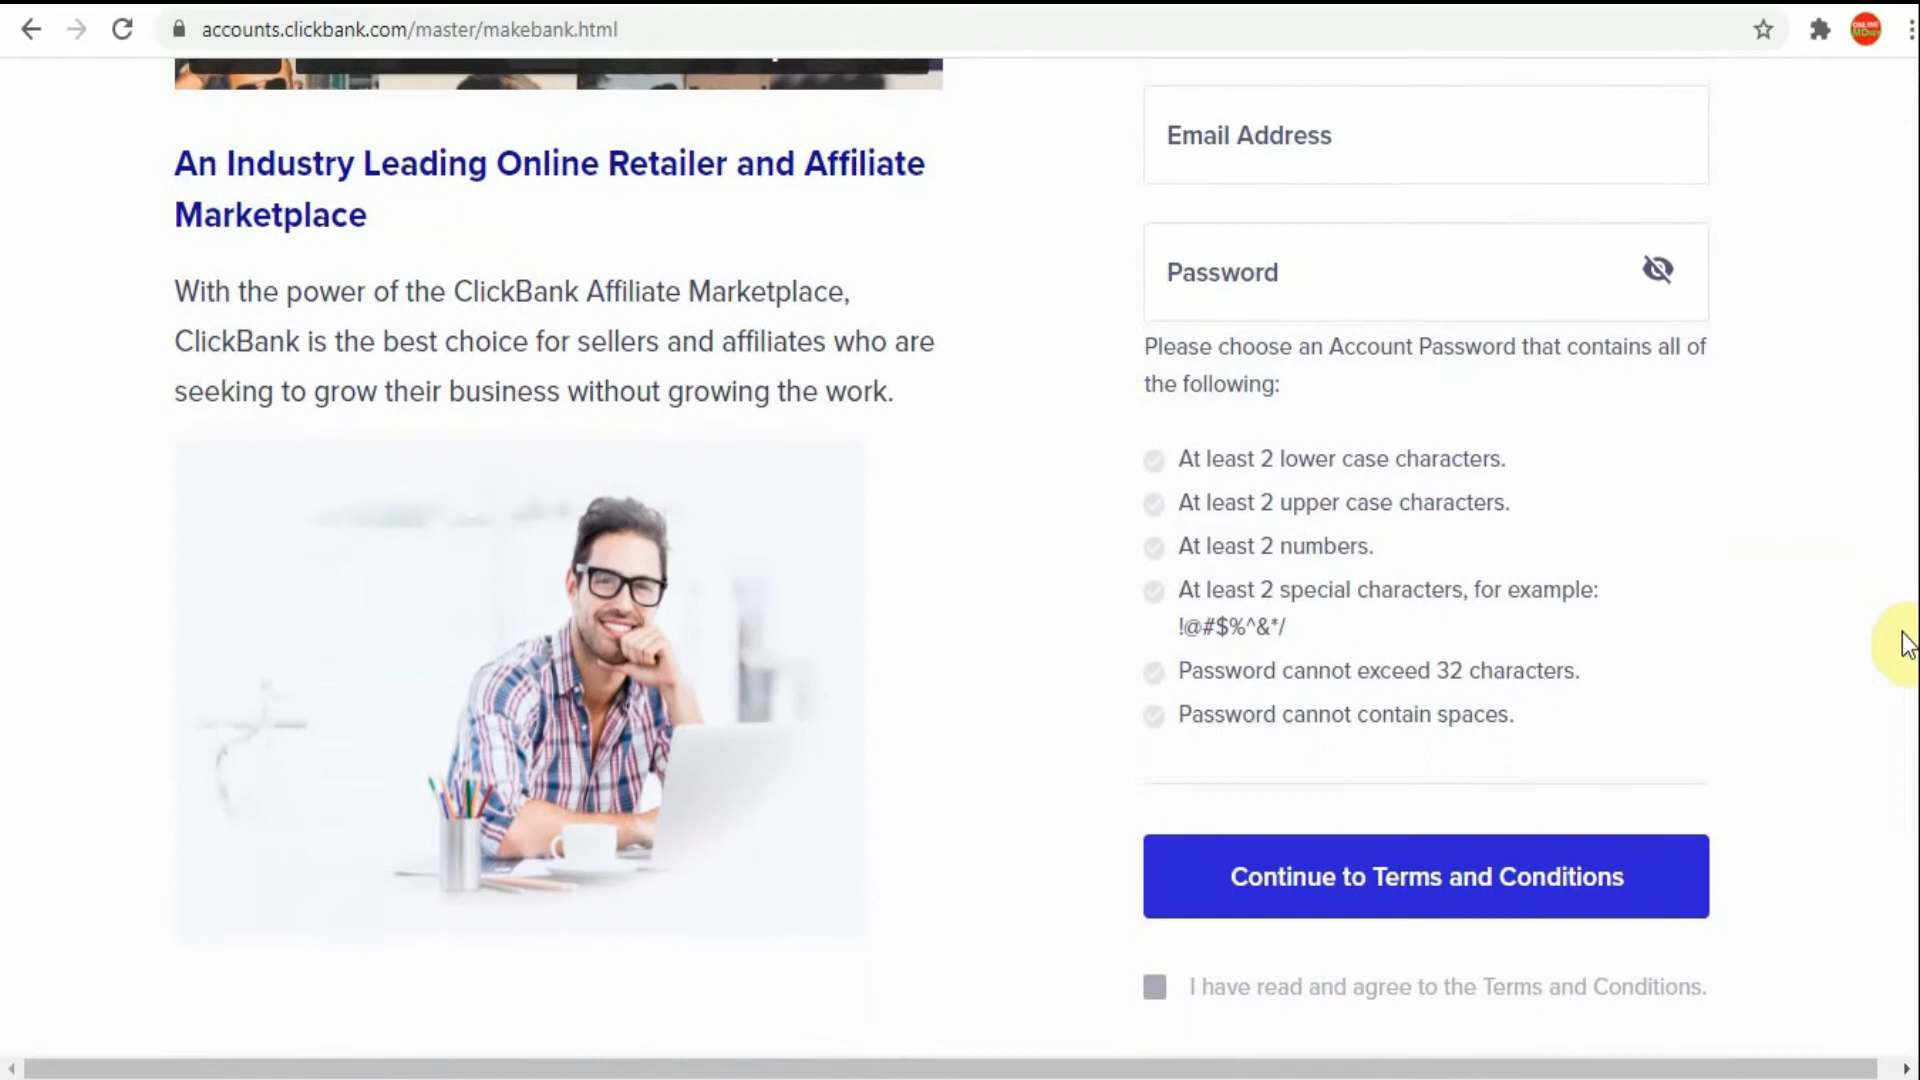 accounts.clickbank.com/master/makebank.html
ONLINE
An Industry Leading Online Retailer and Affiliate
Marketplace
With the power of the ClickBank Affiliate Marketplace,
ClickBank is the best choice for sellers and affiliates who are
seeking to grow their business without growing the work.
Email Address
Password
Please choose an Account Password that contains all of
the following:
At least 2 lower case characters.
At least 2 upper case characters.
At least 2 numbers.
At least 2 special characters, for example:
!@#$%^&*/
Password cannot exceed 32 characters.
Password cannot contain spaces.
Continue to Terms and Conditions
I have read and agree to the Terms and Conditions.